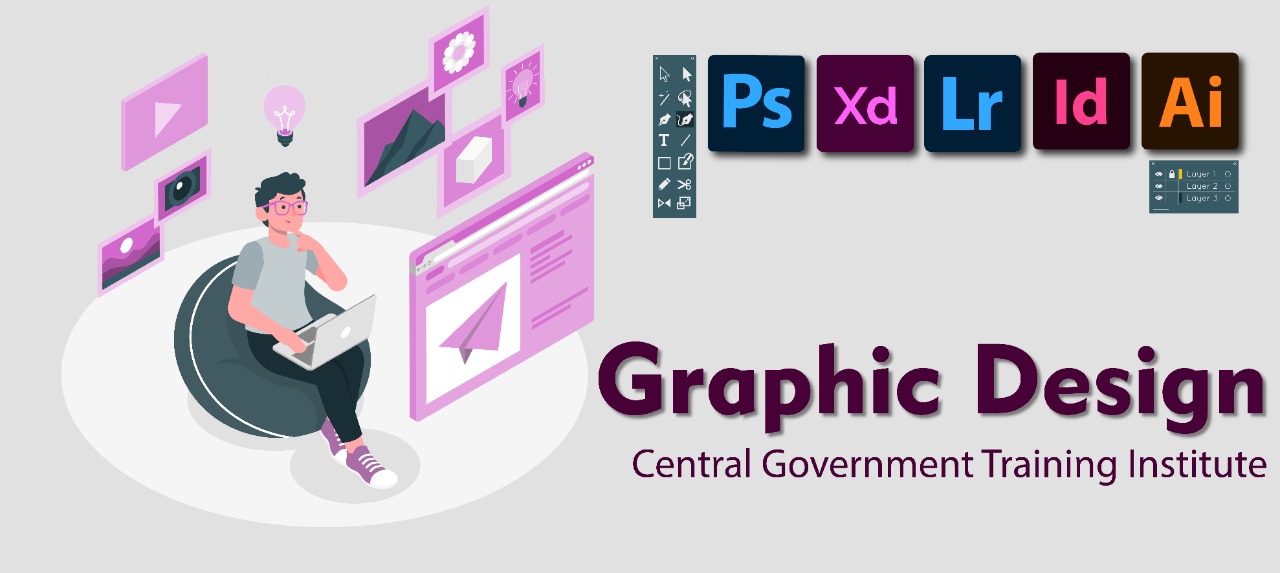 Ps Xd Lr Id Ai
T
Layer 1
Layer 2
Layer 3
Graphic Design
Central Government Training Institute